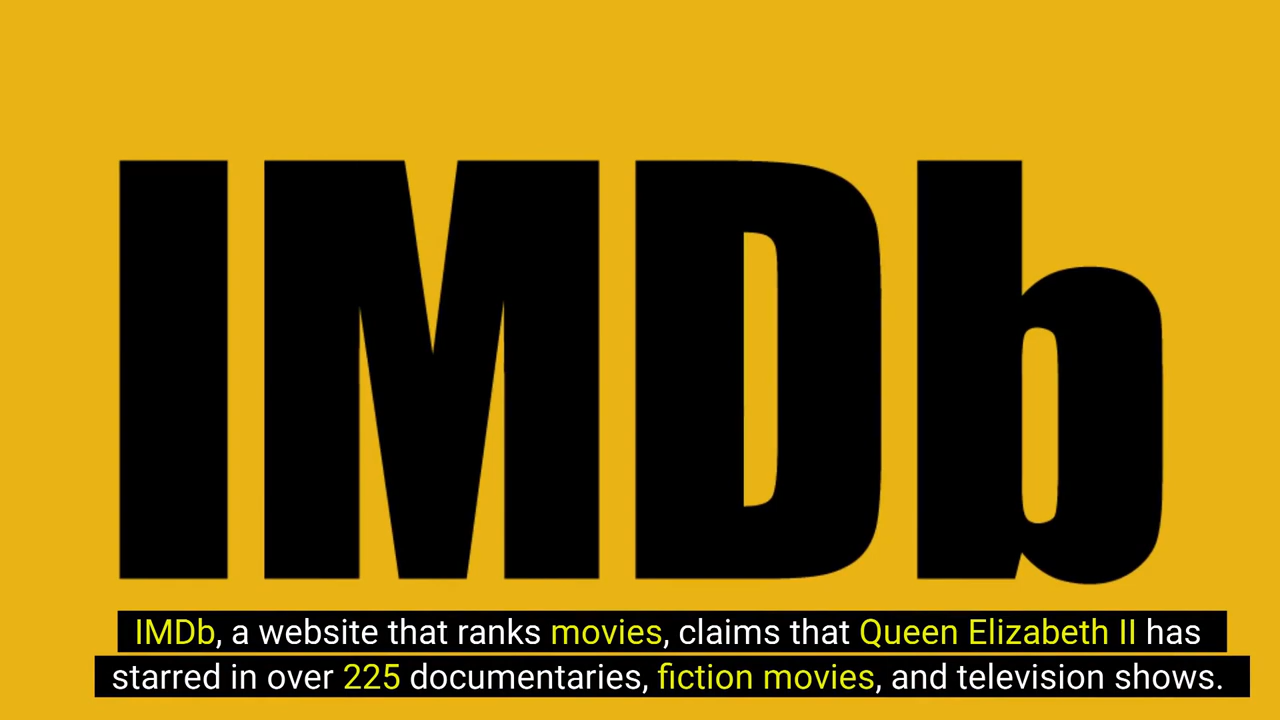 IMDb
IMDb, a website that ranks movies, claims that Queen Elizabeth II has
starred in over 225 documentaries, fiction movies, and television shows.